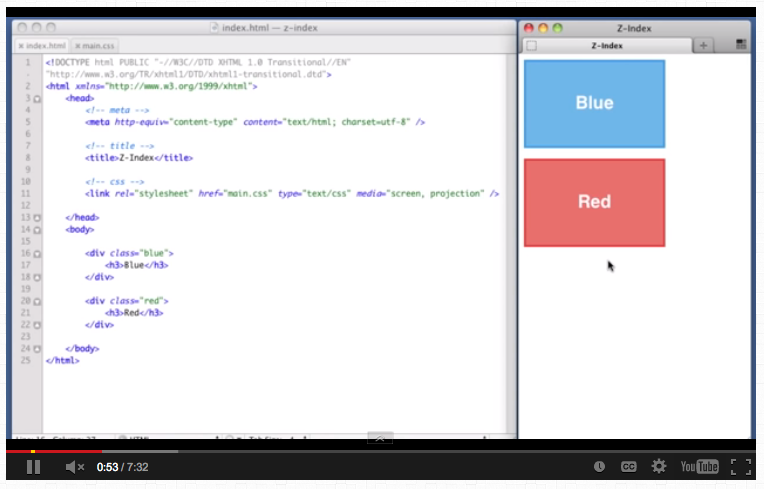 index.html — z-index
Z-Index
index.html
main.css
Z-Index
1 <!DOCTYPE html PUBLIC "-//W3C//DTD XHTML 1.0 Transitional//EN"
- "http://www.w3.org/TR/xhtml1/DTD/xhtml1-transitional.dtd">
2 <html xmlns="http://www.w3.org/1999/xhtml">
3 <head>
4 <!-- meta -->
5 <meta http-equiv="content-type" content="text/html; charset=utf-8" />
6
7 <!-- title -->
8 <title>Z-Index</title>
9
10 <!-- css -->
11 <link rel="stylesheet" href="main.css" type="text/css" media="screen, projection" />
12
13 </head>
14 <body>
15
16 <div class="blue">
17 <h3>Blue</h3>
18 </div>
19
20 <div class="red">
21 <h3>Red</h3>
22 </div>
23
24 </body>
25 </html>
Blue
Red
0:53 / 7:32
CC
YouTube